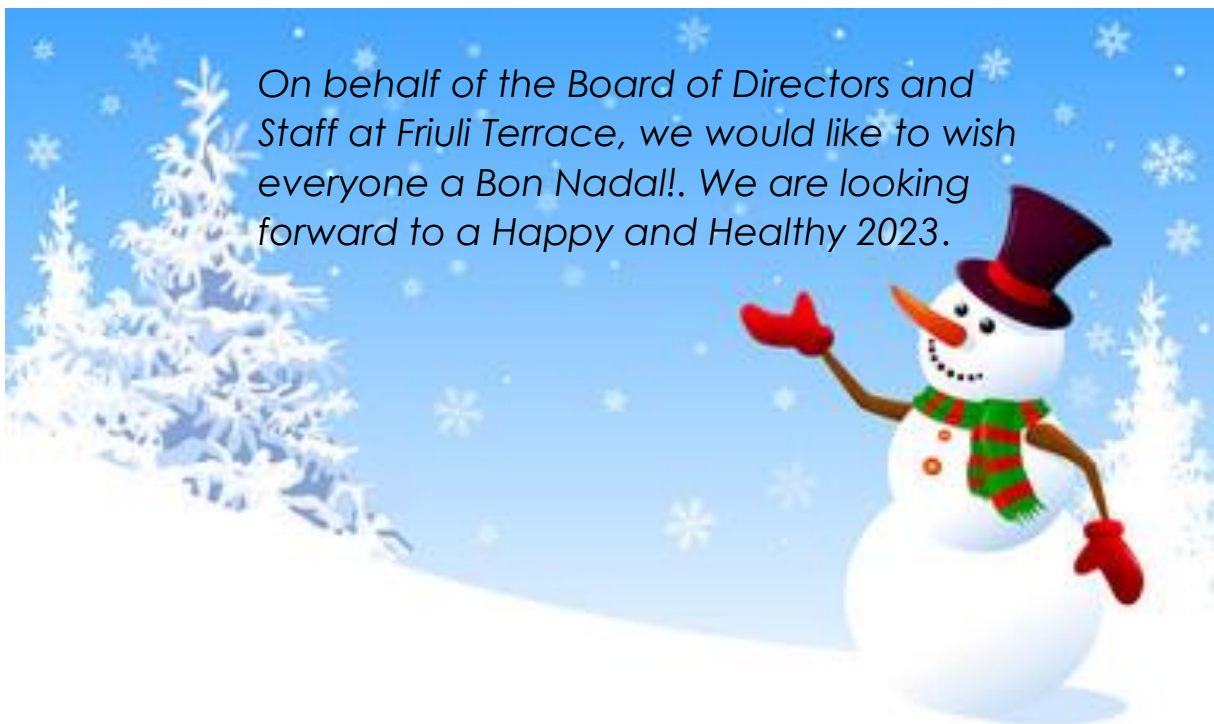 On behalf of the Board of Directors and
Staff at Friuli Terrace, we would like to wish
everyone a Bon Nadal!. We are looking
forward to a Happy and Healthy 2023.